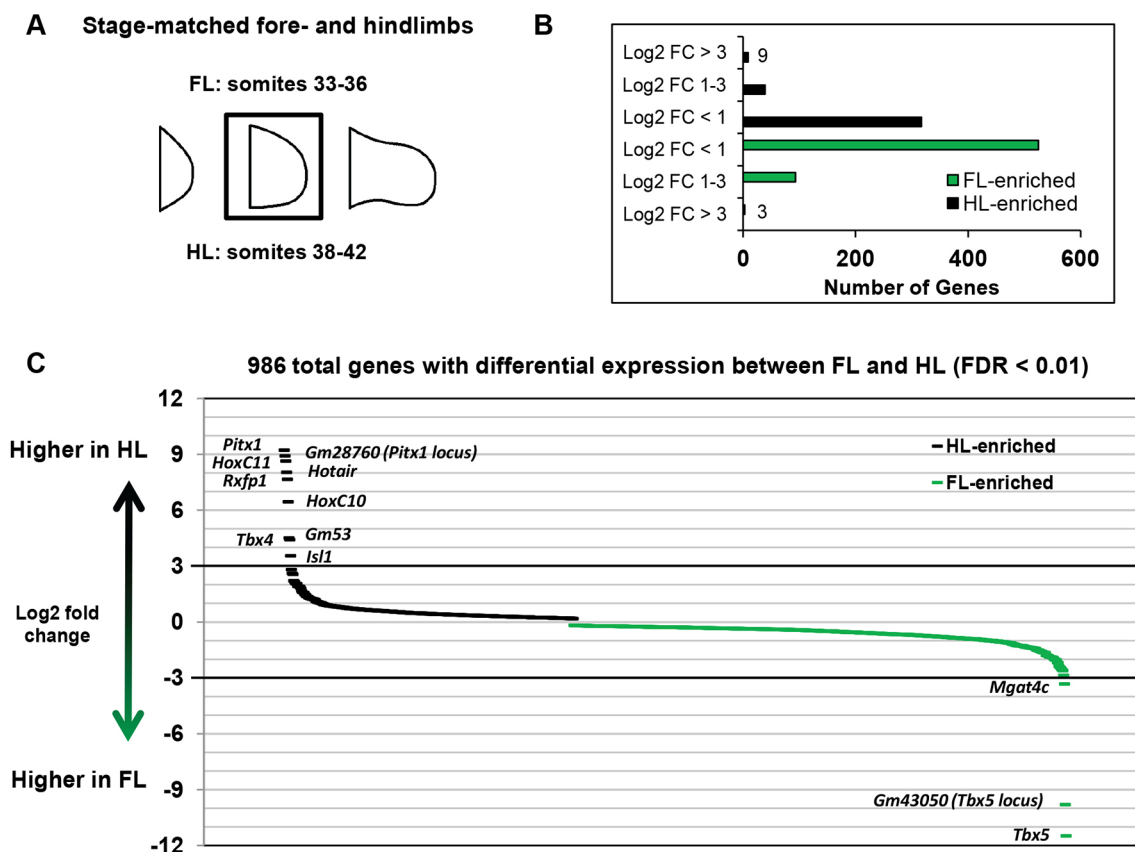 A Stage-matched fore- and hindlimbs
FL: somites 33-36
HL: somites 38-42
B
Log2 FC > 3 9
Log2 FC 1-3
Log2 FC < 1
Log2 FC < 1
Log2 FC 1-3
Log2 FC > 3 3
FL-enriched
HL-enriched
0 200 400 600
Number of Genes
C 986 total genes with differential expression between FL and HL (FDR < 0.01)
12
9
6
3
0
-3
-6
-9
-12
Higher in HL
Log2 fold
change
Higher in FL
Pitx1
Gm28760 (Pitx1 locus)
HoxC11
Hotair
Rxfp1
HoxC10
Gm53
Tbx4
Isl1
HL-enriched
FL-enriched
Mgat4c
Gm43050 (Tbx5 locus)
Tbx5